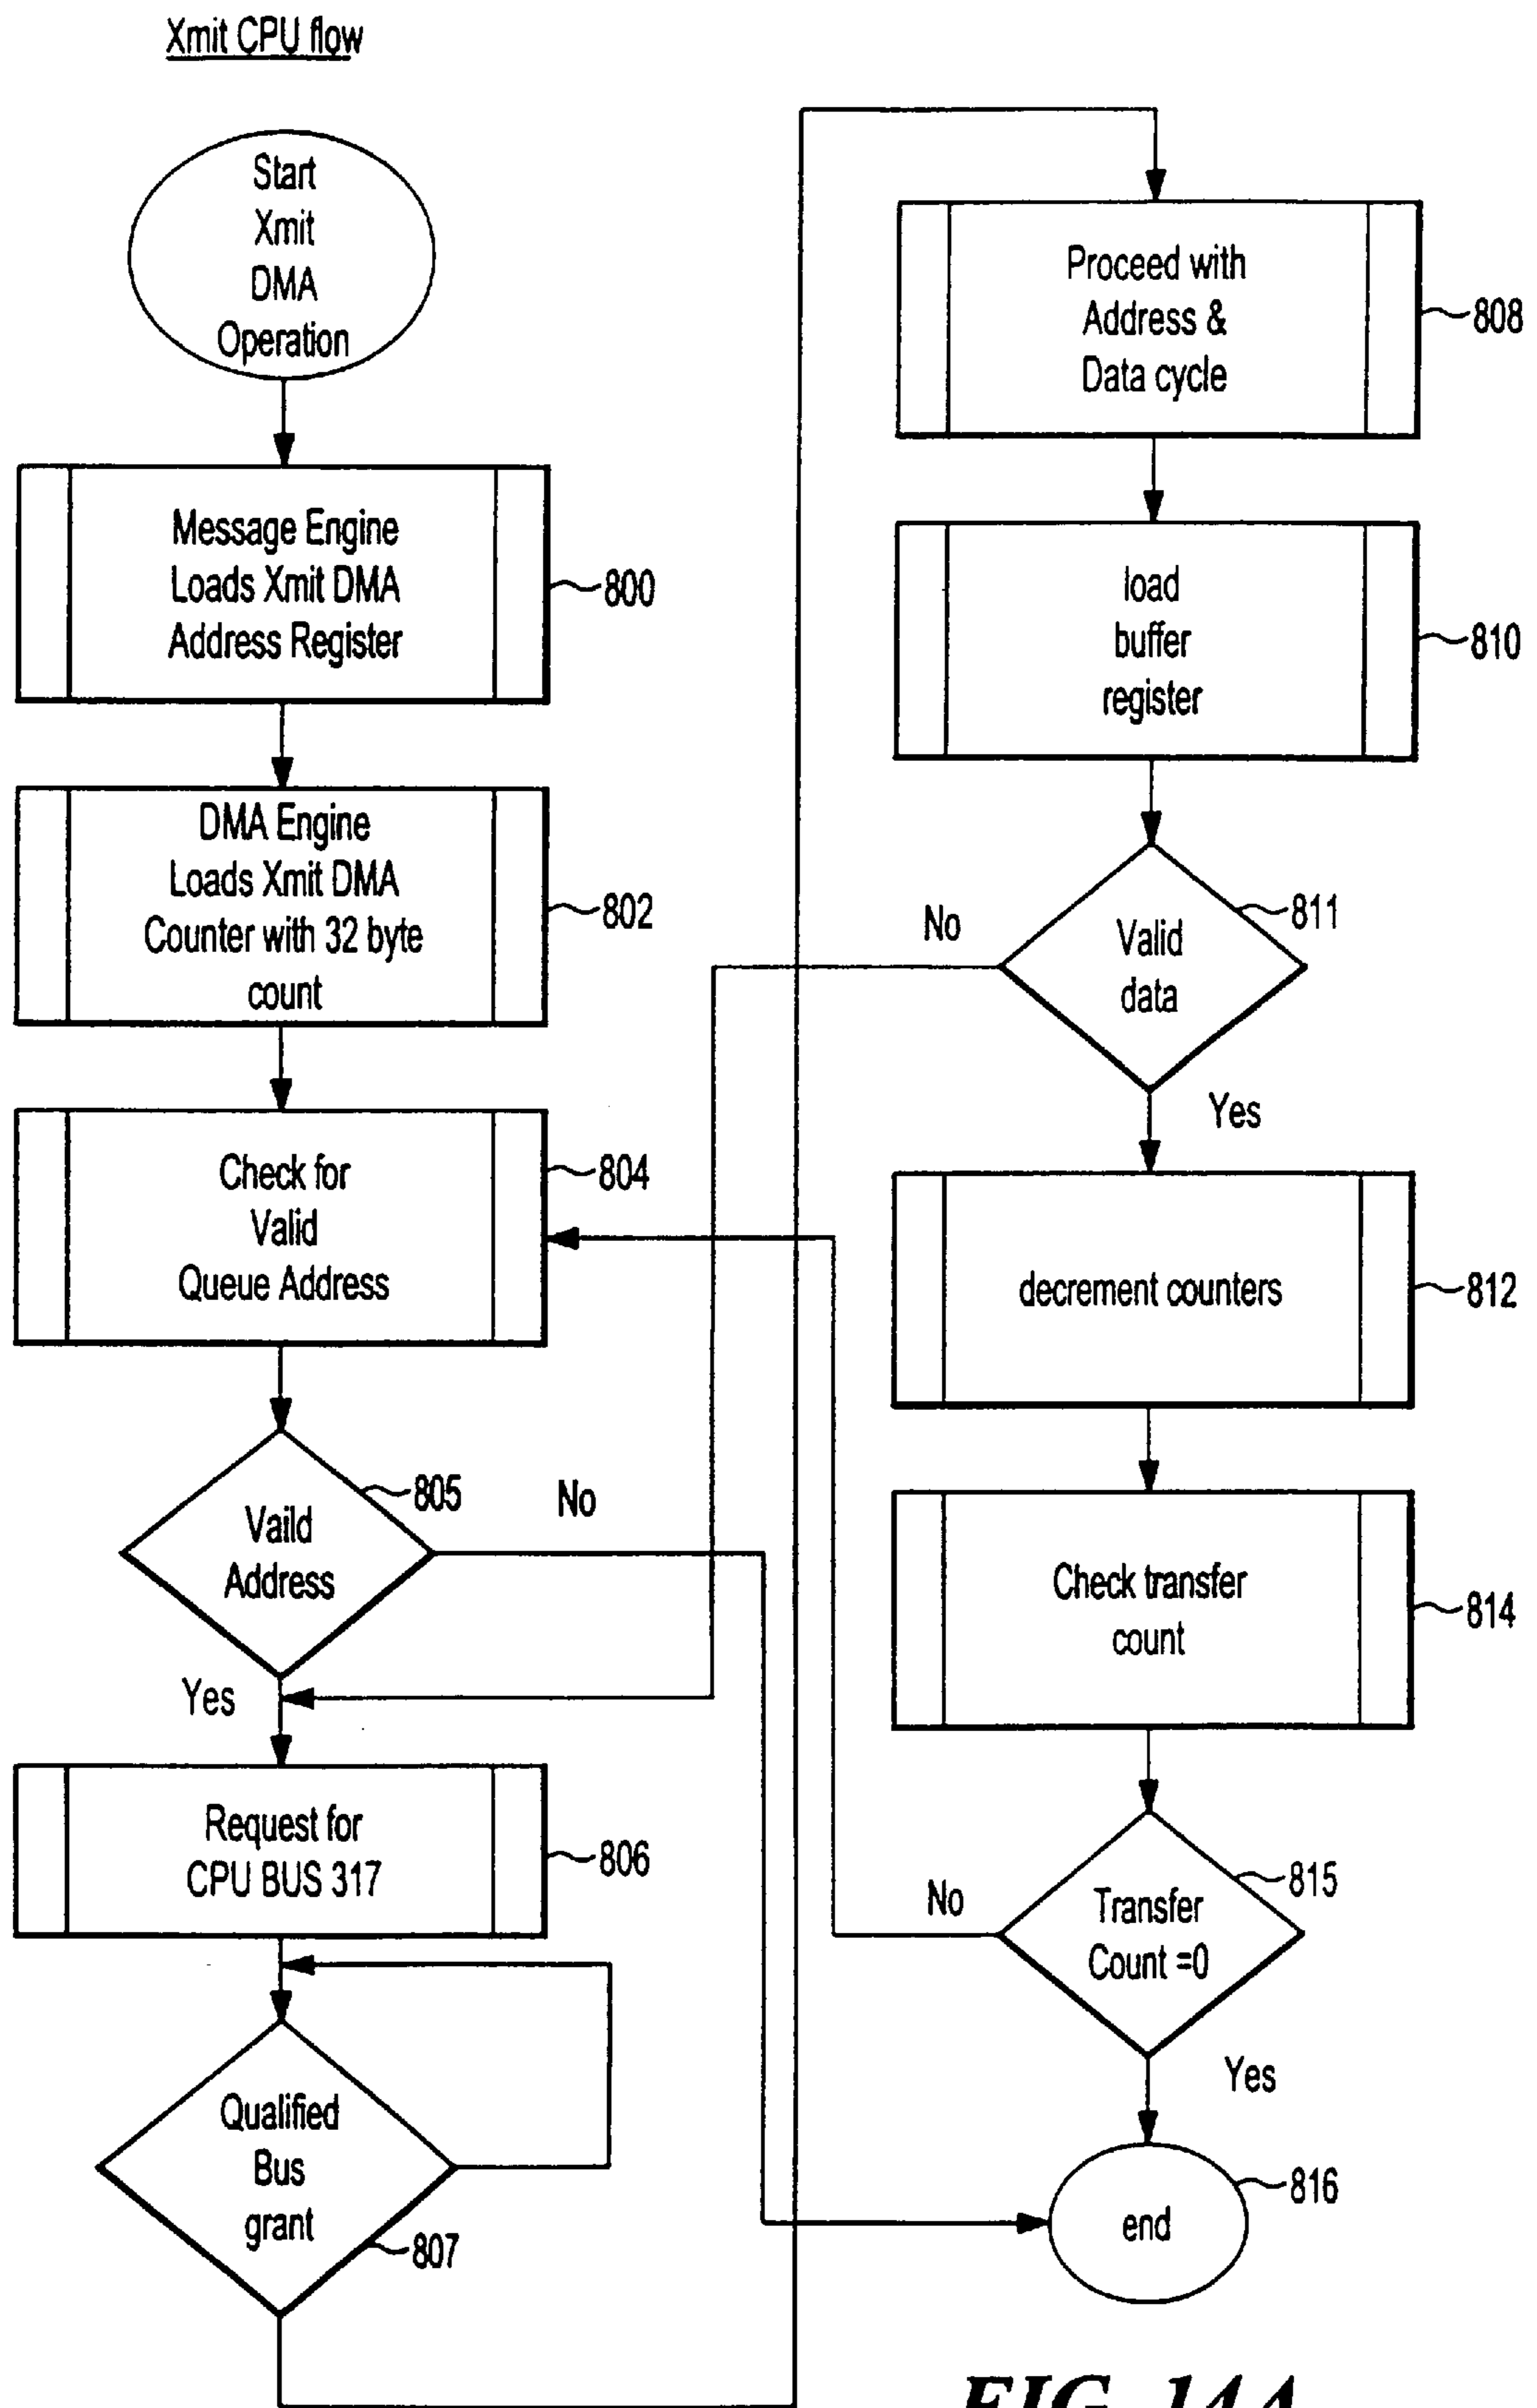 Xmit CPU flow
Start
Xmit
DMA
Operation
Message Engine
Loads Xmit DMA
Address Register
800
DMA Engine
Loads Xmit DMA
Counter with 32 byte
count
802
Check for
Valid
Queue Address
804
Vaild
Address
805
No
Yes
Request for
CPU BUS 317
806
Qualified
Bus
grant
807
Proceed with
Address &
Data cycle
808
load
buffer
register
810
Valid
data
811
No
Yes
decrement counters
812
Check transfer
count
814
Transfer
Count =0
815
No
Yes
end
816
FIG. 14A